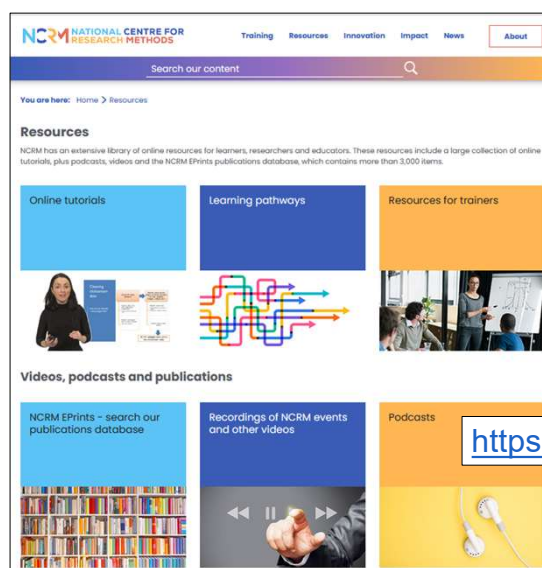 NCRM NATIONAL CENTRE FOR
RESEARCH METHODS
Training Resources Innovation Impact News About
Search our content
You are here: Home > Resources
Resources
NCRM has an extensive library of online resources for learners, researchers and educators. These resources include a large collection of online
tutorials, plus podcasts, videos and the NCRM EPrints publications database, which contains more than 3,000 items.
Online tutorials
Learning pathways
Resources for trainers
Videos, podcasts and publications
NCRM EPrints - search our
publications database
Recordings of NCRM events
and other videos
Podcasts
https